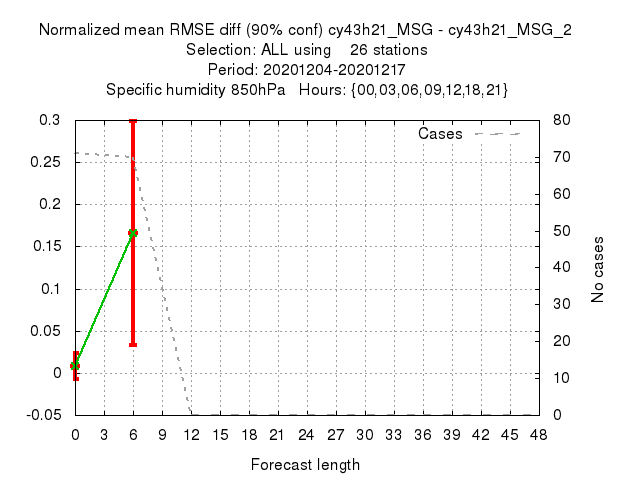 Normalized mean RMSE diff (90% conf) cy43h21_MSG - cy43h21_MSG_2
Selection: ALL using 26 stations
Period: 20201204-20201217
Specific humidity 850hPa Hours: {00,03,06,09,12,18,21}
Cases
0.3
0.25
0.2
0.15
0.1
0.05
0
-0.05
80
70
60
50
40
30
20
10
0
No cases
0 3 6 9 12 15 18 21 24 27 30 33 36 39 42 45 48
Forecast length